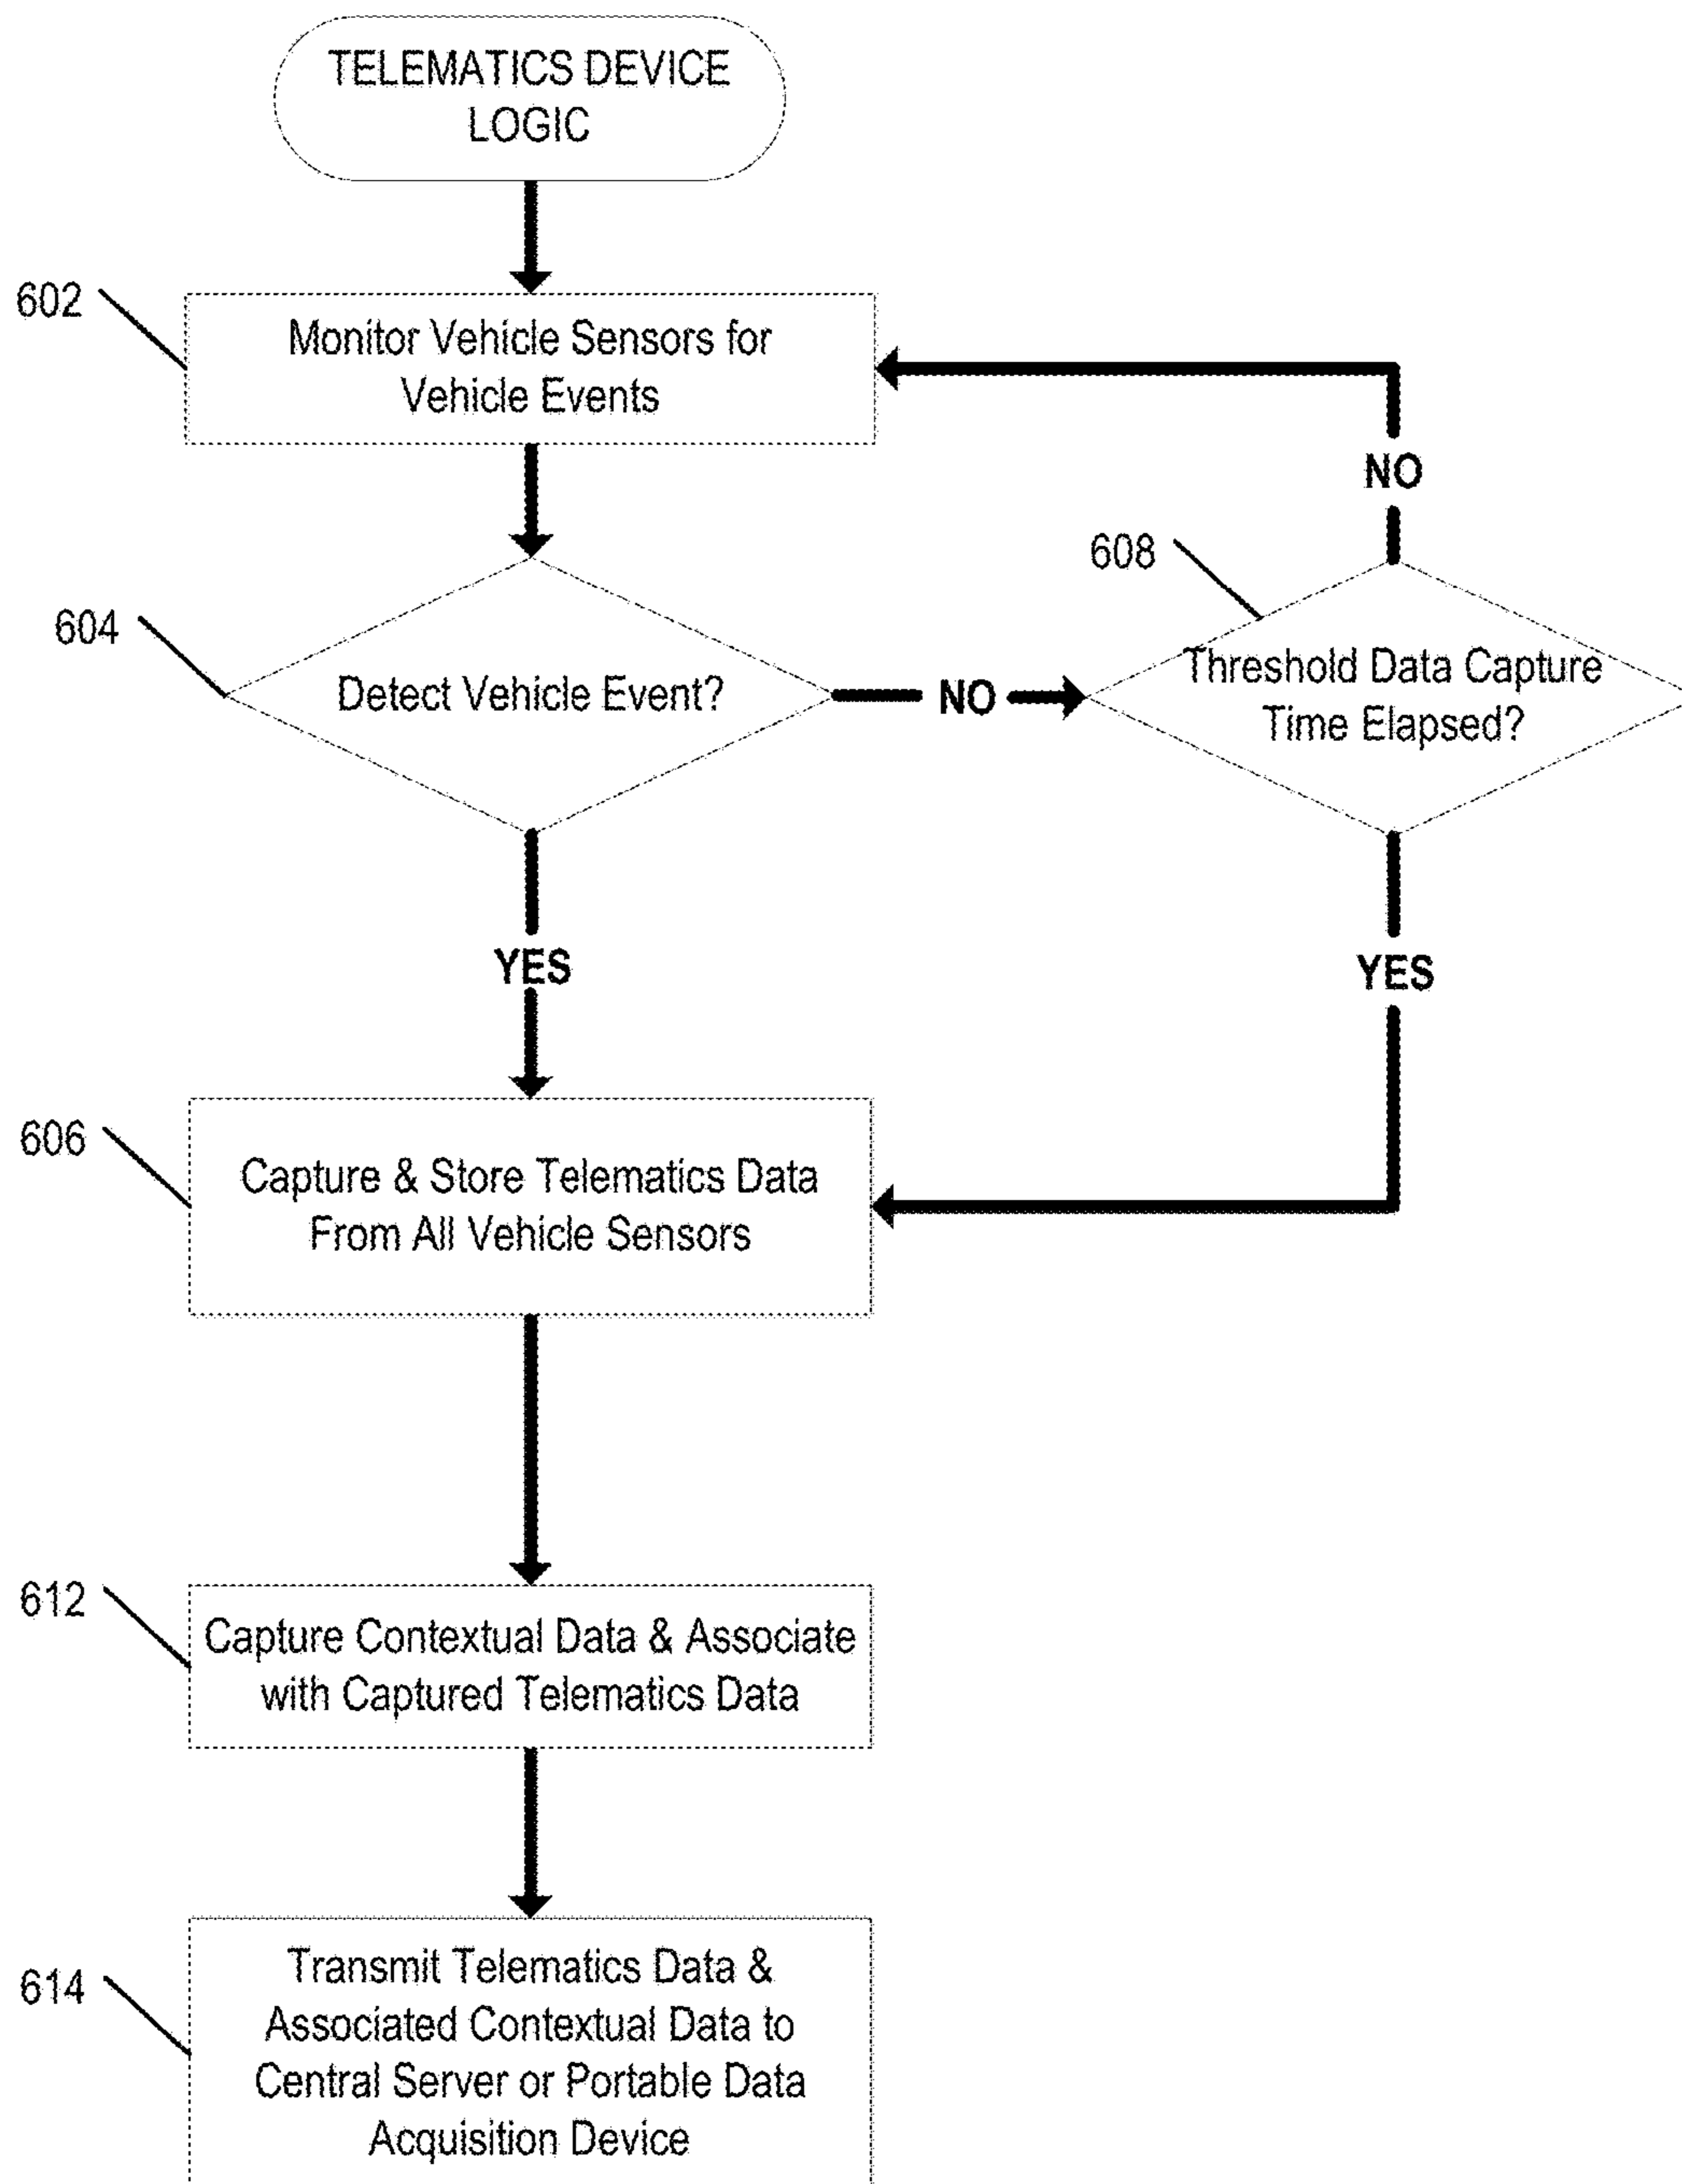 TELEMATICS DEVICE
LOGIC
602
Monitor Vehicle Sensors for
Vehicle Events
NO
608
604
Detect Vehicle Event?
NO
Threshold Data Capture
Time Elapsed?
YES
YES
606
Capture & Store Telematics Data
From All Vehicle Sensors
612
Capture Contextual Data & Associate
with Captured Telematics Data
614
Transmit Telematics Data &
Associated Contextual Data to
Central Server or Portable Data
Acquisition Device